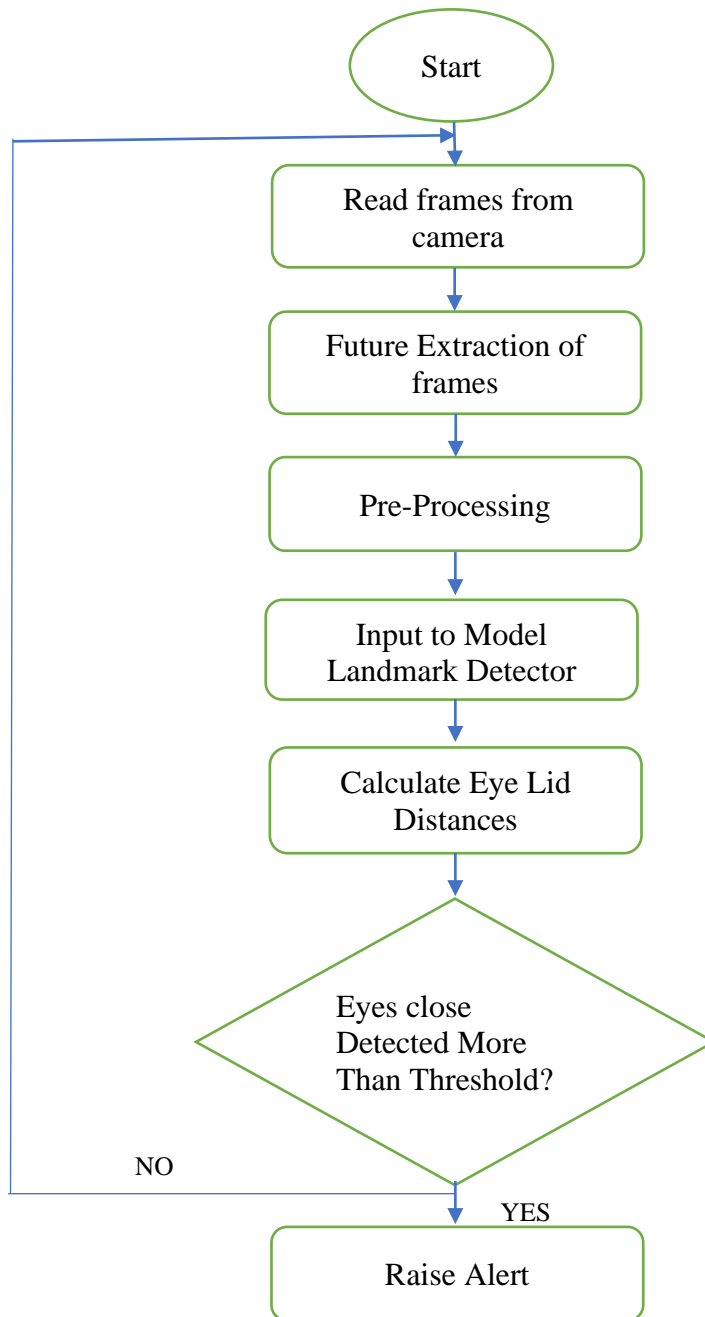 Start
Read frames from
camera
Future Extraction of
frames
Pre-Processing
Input to Model
Landmark Detector
Calculate Eye Lid
Distances
Eyes close
Detected More
Than Threshold?
NO
YES
Raise Alert